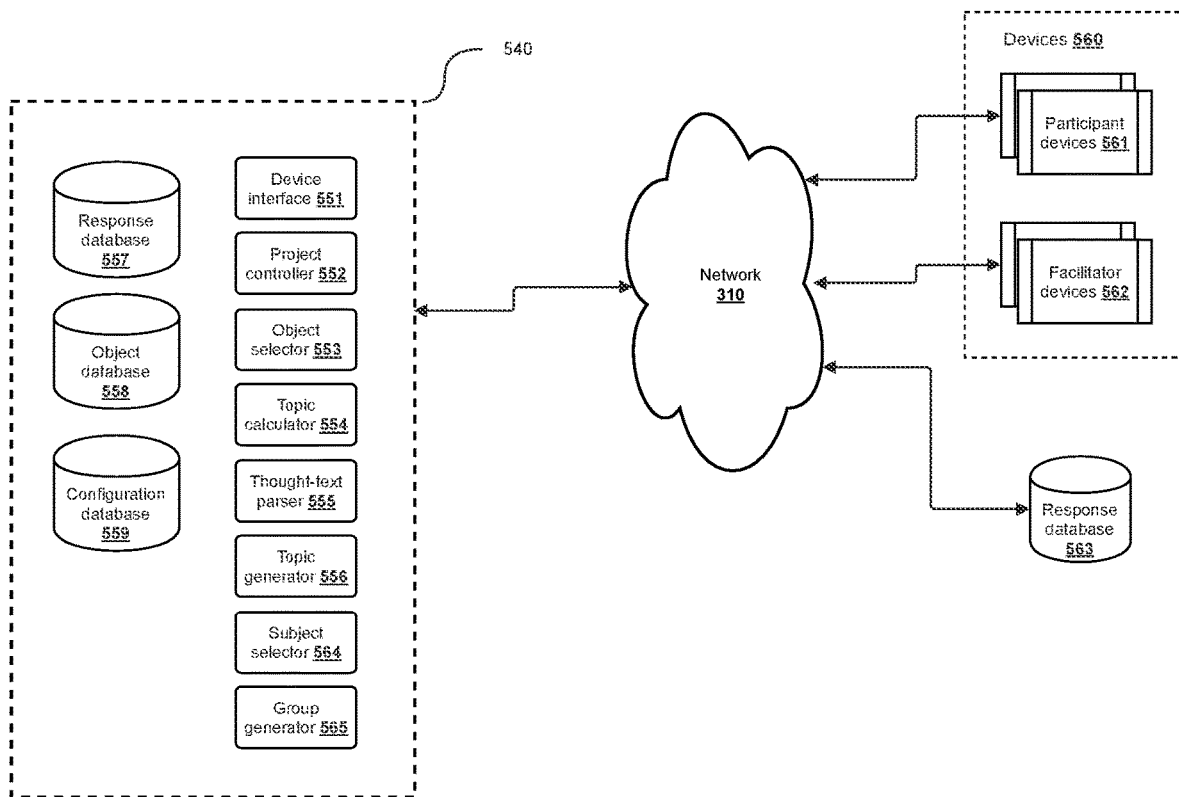 540
Response
database
557
Object
database
558
Configuration
database
559
Device
interface 551
Project
controller 552
Object
selector 553
Topic
calculator 554
Thought-text
parser 555
Topic
generator 556
Subject
selector 564
Group
generator 565
Network
310
Devices 560
Participant
devices 561
Facilitator
devices 562
Response
database
563